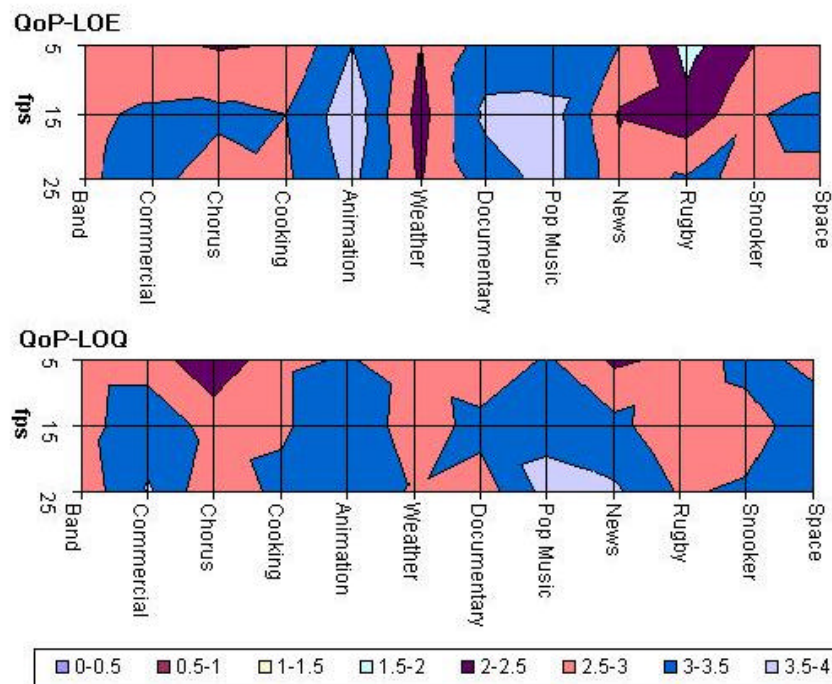 QoP-LOE
5
15
25
fps
Band
Commercial
Chorus
Cooking
Animation
Weather
Documentary
Pop Music
News
Rugby
Snooker
Space
QoP-LOQ
5
15
25
fps
Band
Commercial
Chorus
Cooking
Animation
Weather
Documentary
Pop Music
News
Rugby
Snooker
Space
0-0.5 0.5-1 1-1.5 1.5-2 2-2.5 2.5-3 3-3.5 3.5-4